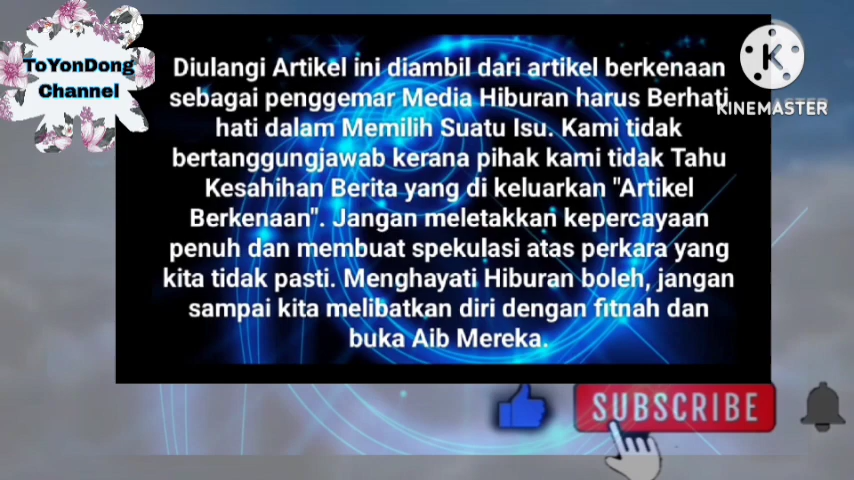 ToYonDong
Channel
Diulangi Artikel ini diambil dari artikel berkenaan
sebagai penggemar Media Hiburan harus Berhati
hati dalam Memilih Suatu Isu. Kami tidak
bertanggungjawab kerana pihak kami tidak Tahu
Kesahihan Berita yang di keluarkan "Artikel
Berkenaan". Jangan meletakkan kepercayaan
penuh dan membuat spekulasi atas perkara yang
kita tidak pasti. Menghayati Hiburan boleh, jangan
sampai kita melibatkan diri dengan fitnah dan
buka Aib Mereka.
K
KINEMASTER
SUBSCRIBE